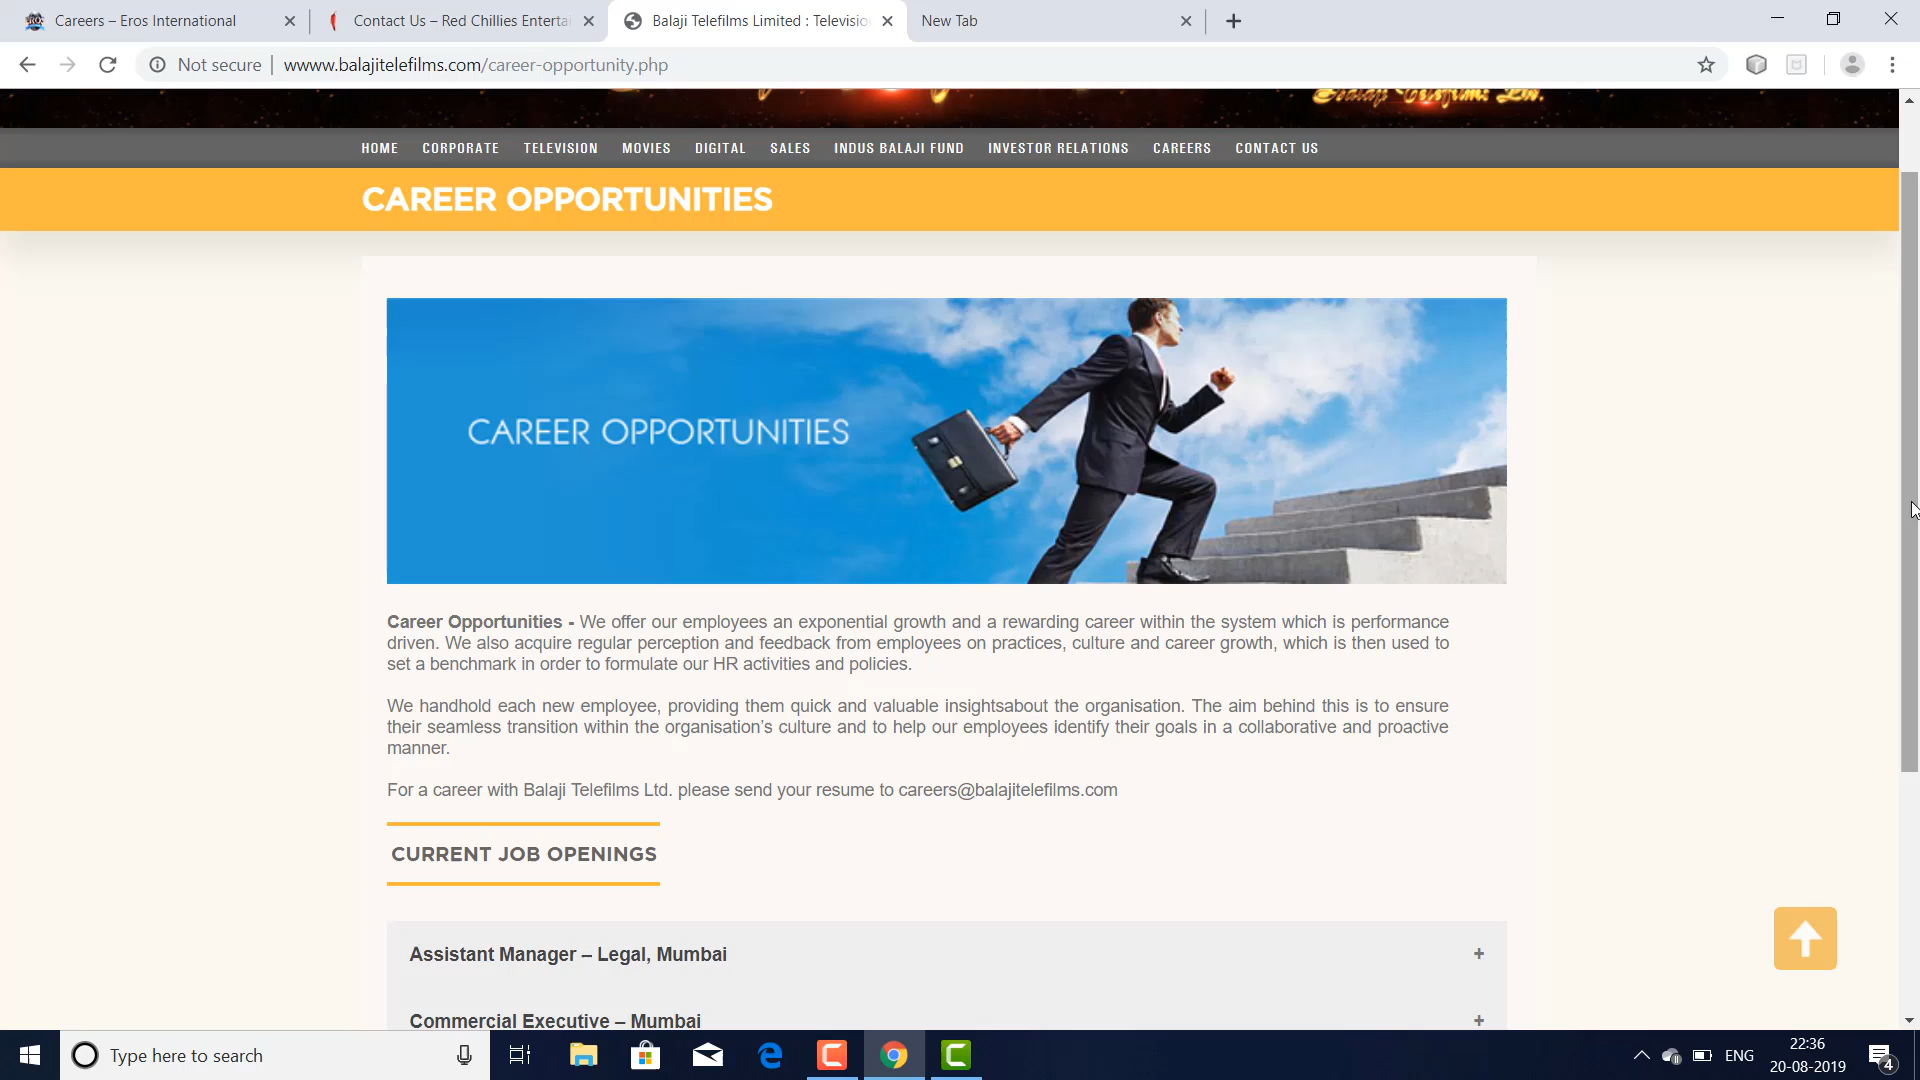 Careers – Eros International
Contact Us – Red Chillies Enterta
Balaji Telefilms Limited : Televisio
New Tab
Not secure
wwww.balajitelefilms.com/career-opportunity.php
Balaji Telefilms Ltd.
HOME CORPORATE TELEVISION MOVIES DIGITAL SALES INDUS BALAJI FUND INVESTOR RELATIONS CAREERS CONTACT US
CAREER OPPORTUNITIES
CAREER OPPORTUNITIES
Career Opportunities - We offer our employees an exponential growth and a rewarding career within the system which is performance
driven. We also acquire regular perception and feedback from employees on practices, culture and career growth, which is then used to
set a benchmark in order to formulate our HR activities and policies.
We handhold each new employee, providing them quick and valuable insightsabout the organisation. The aim behind this is to ensure
their seamless transition within the organisation’s culture and to help our employees identify their goals in a collaborative and proactive
manner.
For a career with Balaji Telefilms Ltd. please send your resume to careers@balajitelefilms.com
CURRENT JOB OPENINGS
Assistant Manager – Legal, Mumbai +
Commercial Executive – Mumbai +
Type here to search
ENG
22:36
20-08-2019
4